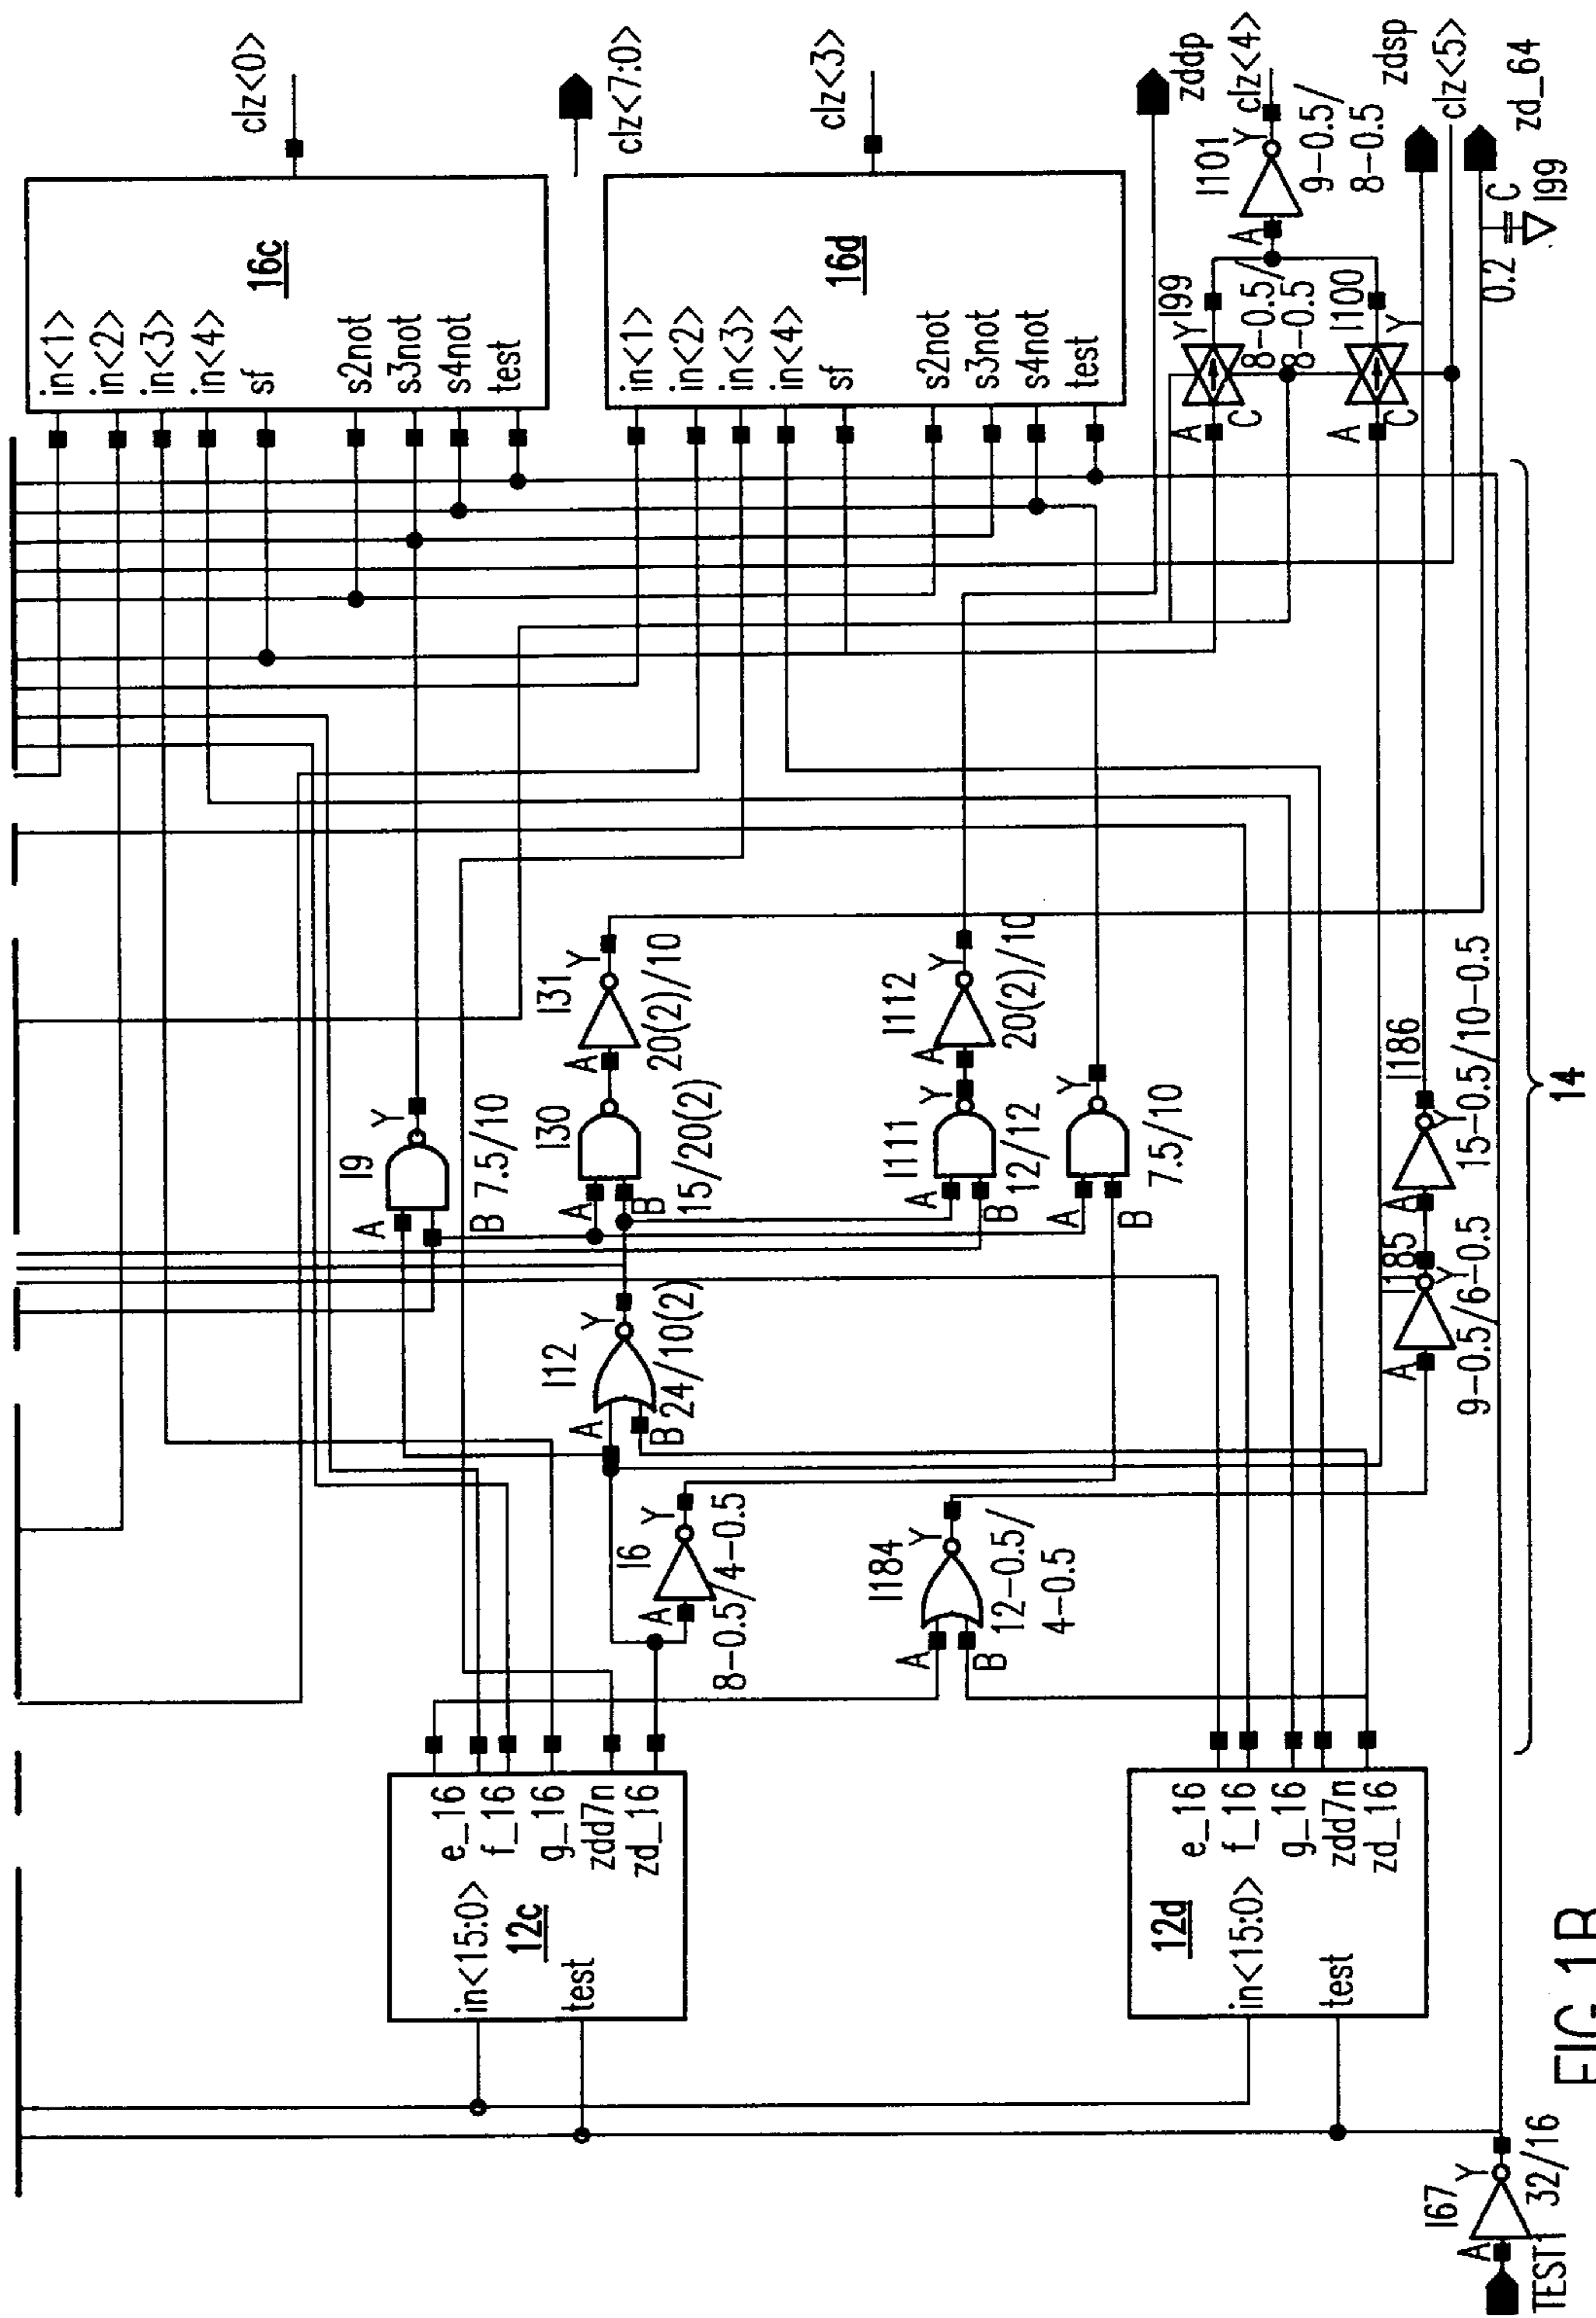 in<1>
in<2>
in<3>
in<4>
sf
s2not
s3not
s4not
test
16c
clz<0>
clz<7:0>
in<1>
in<2>
in<3>
in<4>
sf
s2not
s3not
s4not
test
16d
clz<3>
zddp
clz<4>
I101
A
Y
9-0.5/
8-0.5
I99
A
Y
C
8-0.5/
8-0.5
I100
A
Y
C
zdsp
clz<5>
zd_64
0.2
C
I99
I9
A
B
Y
7.5/10
I30
A
B
15/20(2)
I31
A
Y
20(2)/10
I111
A
B
Y
12/12
I112
A
Y
20(2)/10
A
B
Y
7.5/10
I12
A
B
Y
24/10(2)
I6
A
Y
8-0.5/4-0.5
I184
A
B
Y
12-0.5/
4-0.5
I185
A
Y
9-0.5/6-0.5
I186
A
Y
15-0.5/10-0.5
14
e_16
f_16
g_16
zdd7n
zd_16
in<15:0>
12c
test
e_16
f_16
g_16
zdd7n
zd_16
12d
in<15:0>
test
I67
A
Y
TEST1
32/16
FIG. 1B